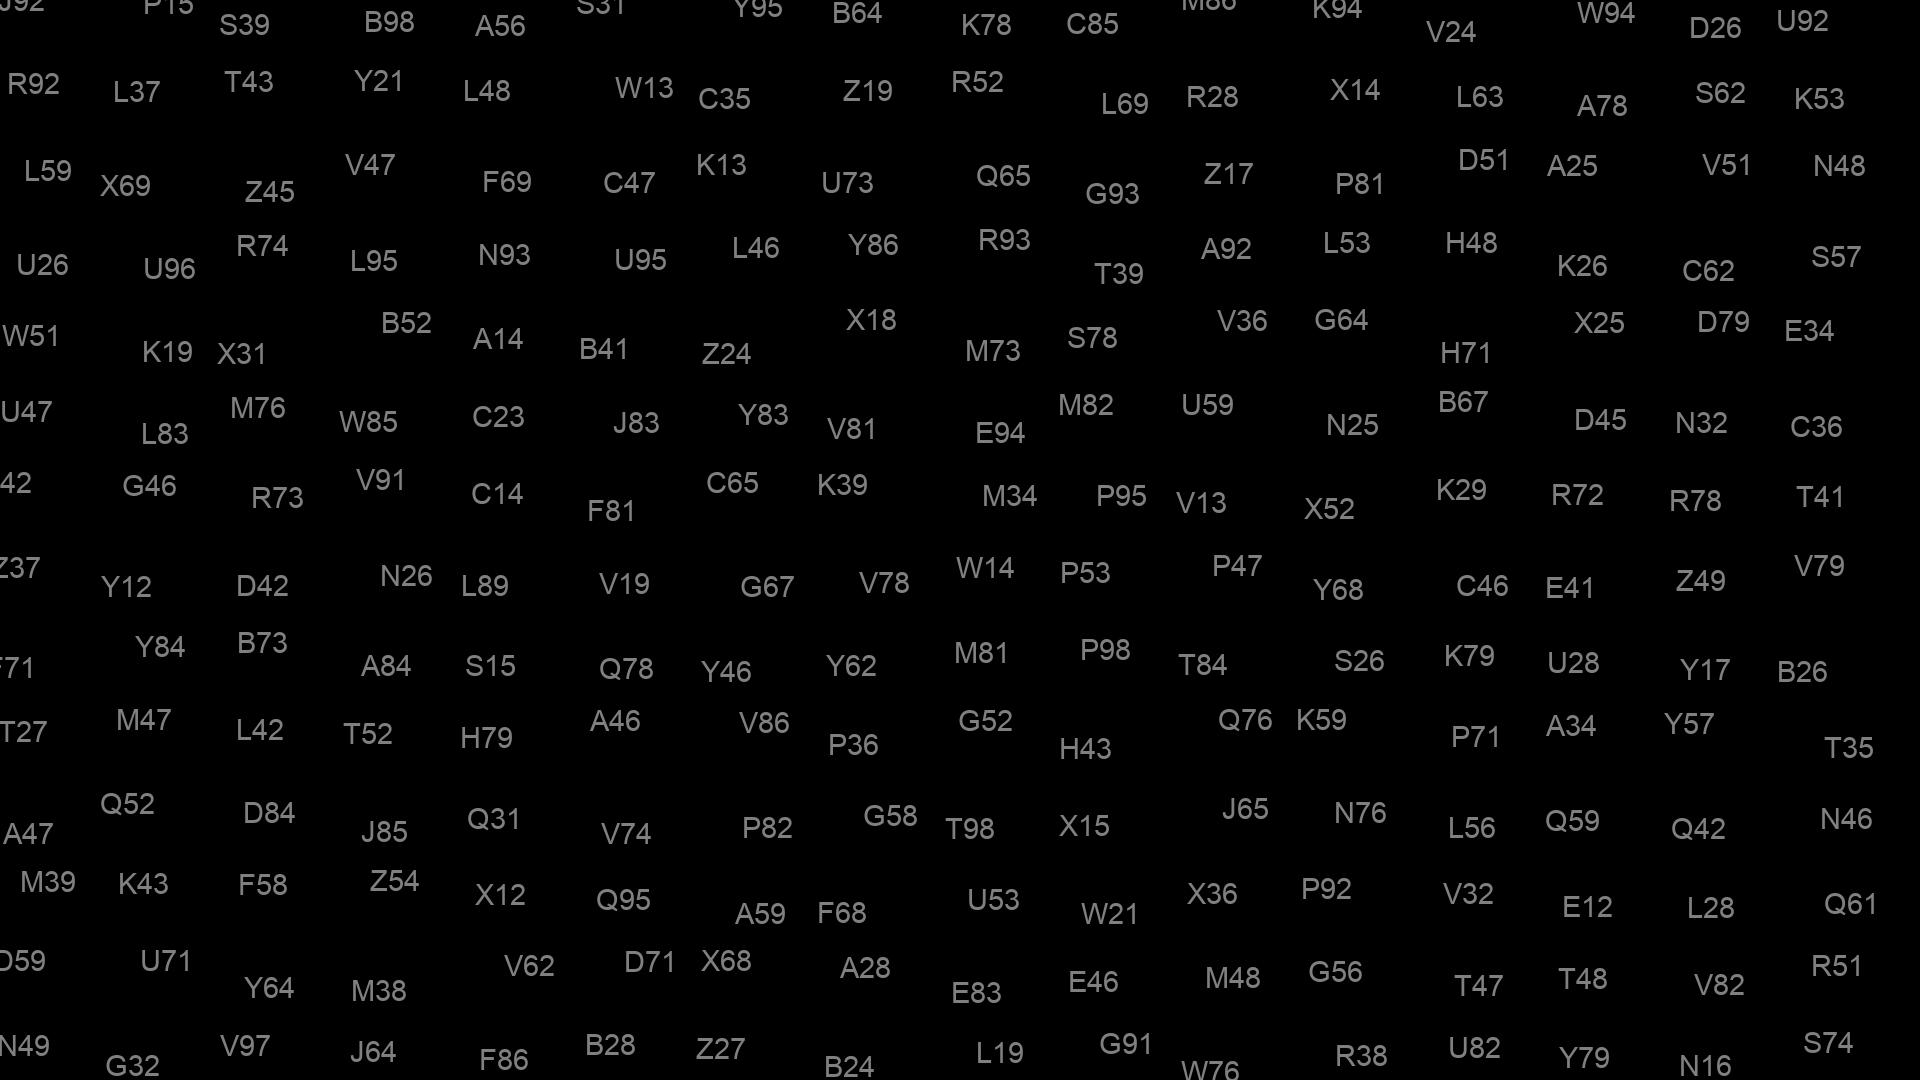 J92 P15 S39 B98 A56 S31 Y95 B64 K78 C85 M86 K94 V24 W94 D26 U92
R92 L37 T43 Y21 L48 W13 C35 Z19 R52 L69 R28 X14 L63 A78 S62 K53
L59 X69 Z45 V47 F69 C47 K13 U73 Q65 G93 Z17 P81 D51 A25 V51 N48
U26 U96 R74 L95 N93 U95 L46 Y86 R93 T39 A92 L53 H48 K26 C62 S57
W51 K19 X31 B52 A14 B41 Z24 X18 M73 S78 V36 G64 H71 X25 D79 E34
U47 L83 M76 W85 C23 J83 Y83 V81 E94 M82 U59 N25 B67 D45 N32 C36
42 G46 R73 V91 C14 F81 C65 K39 M34 P95 V13 X52 K29 R72 R78 T41
Z37 Y12 D42 N26 L89 V19 G67 V78 W14 P53 P47 Y68 C46 E41 Z49 V79
F71 Y84 B73 A84 S15 Q78 Y46 Y62 M81 P98 T84 S26 K79 U28 Y17 B26
T27 M47 L42 T52 H79 A46 V86 P36 G52 H43 Q76 K59 P71 A34 Y57 T35
A47 Q52 D84 J85 Q31 V74 P82 G58 T98 X15 J65 N76 L56 Q59 Q42 N46
M39 K43 F58 Z54 X12 Q95 A59 F68 U53 W21 X36 P92 V32 E12 L28 Q61
D59 U71 Y64 M38 V62 D71 X68 A28 E83 E46 M48 G56 T47 T48 V82 R51
N49 G32 V97 J64 F86 B28 Z27 B24 L19 G91 W76 R38 U82 Y79 N16 S74